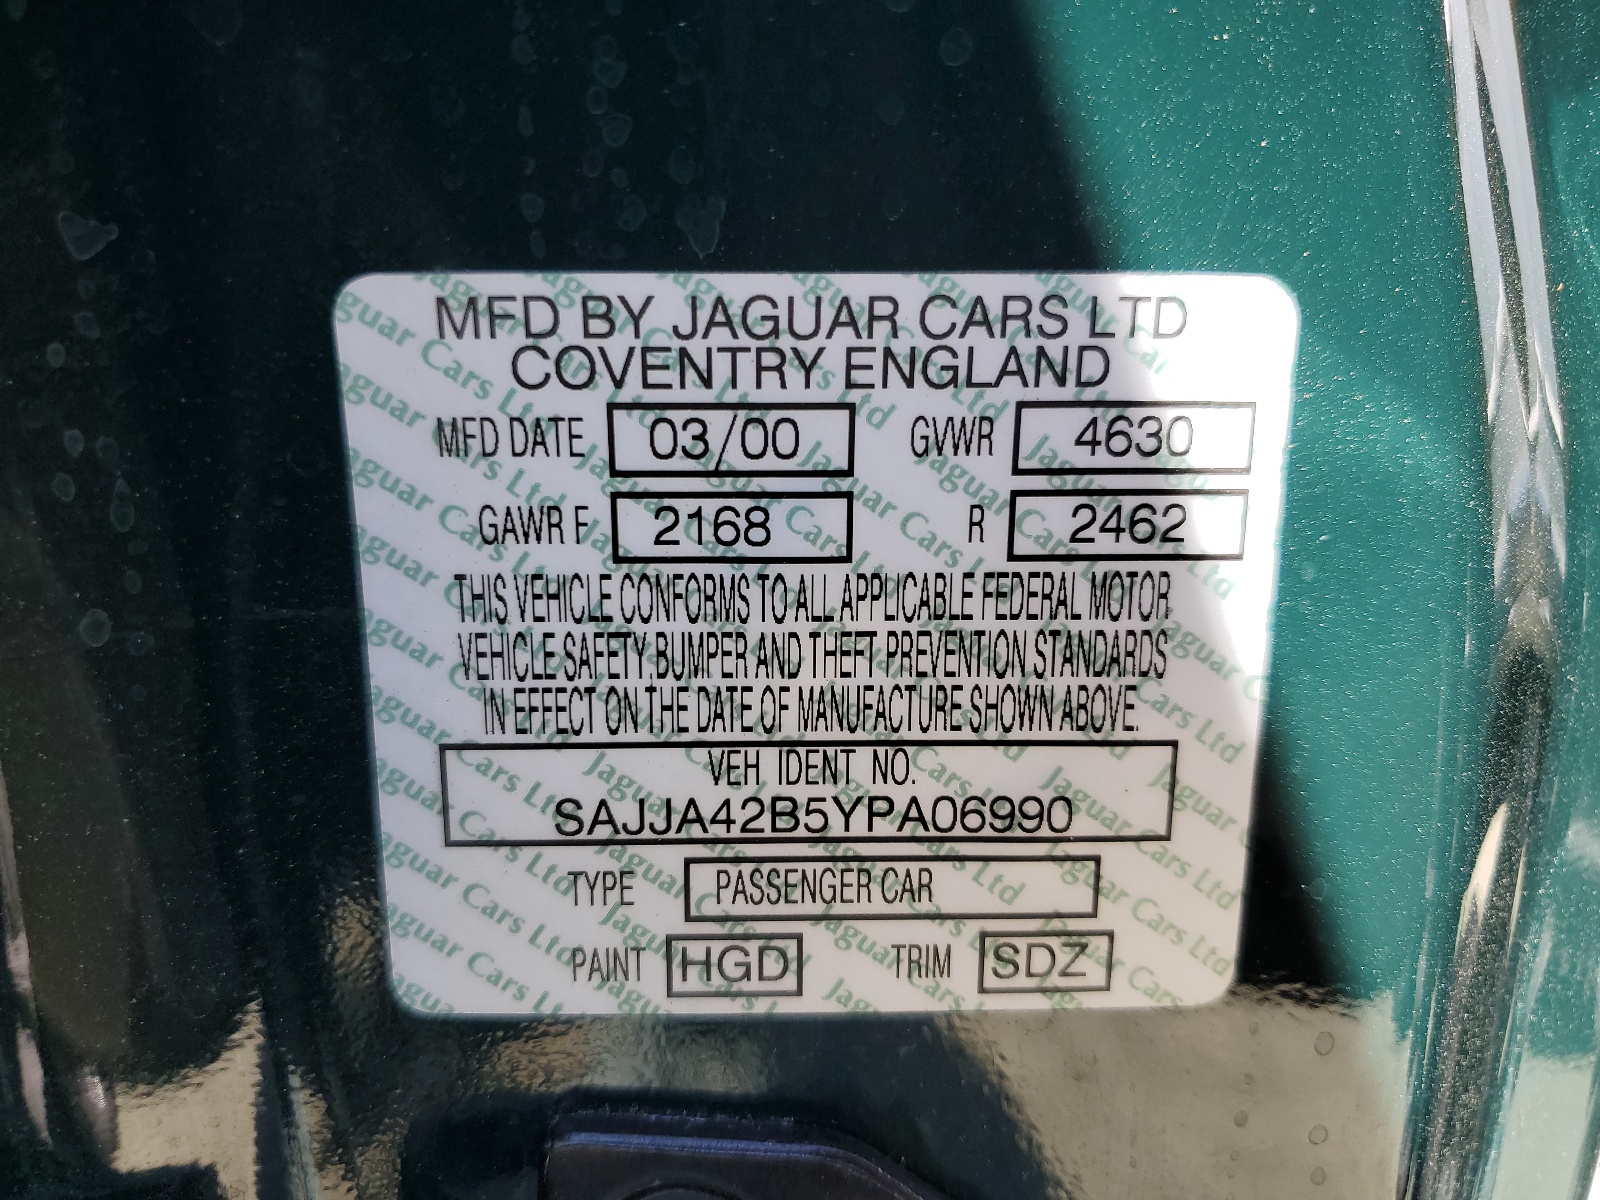 MFD BY JAGUAR CARS LTD
COVENTRY ENGLAND
MFD DATE 03/00 GVWR 4630
GAWR F 2168 R 2462
THIS VEHICLE CONFORMS TO ALL APPLICABLE FEDERAL MOTOR
VEHICLE SAFETY, BUMPER AND THEFT PREVENTION STANDARDS
IN EFFECT ON THE DATE OF MANUFACTURE SHOWN ABOVE.
VEH IDENT NO.
SAJJA42B5YPA06990
TYPE PASSENGER CAR
PAINT HGD TRIM SDZ